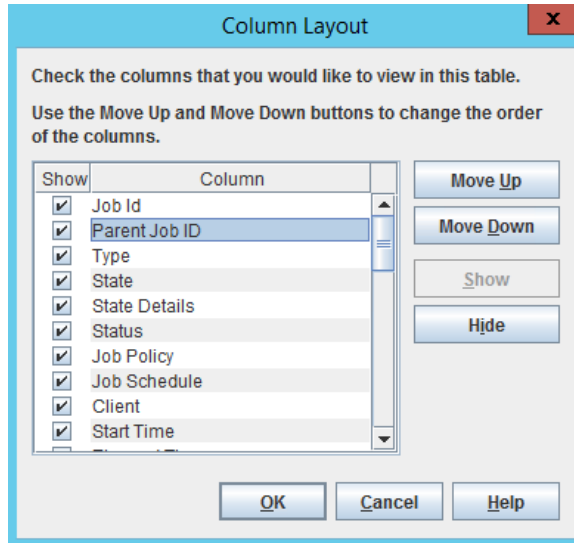 Column Layout
x
Check the columns that you would like to view in this table.
Use the Move Up and Move Down buttons to change the order
of the columns.
Show Column
Job Id
Parent Job ID
Type
State
State Details
Status
Job Policy
Job Schedule
Client
Start Time
Move Up
Move Down
Show
Hide
OK Cancel Help